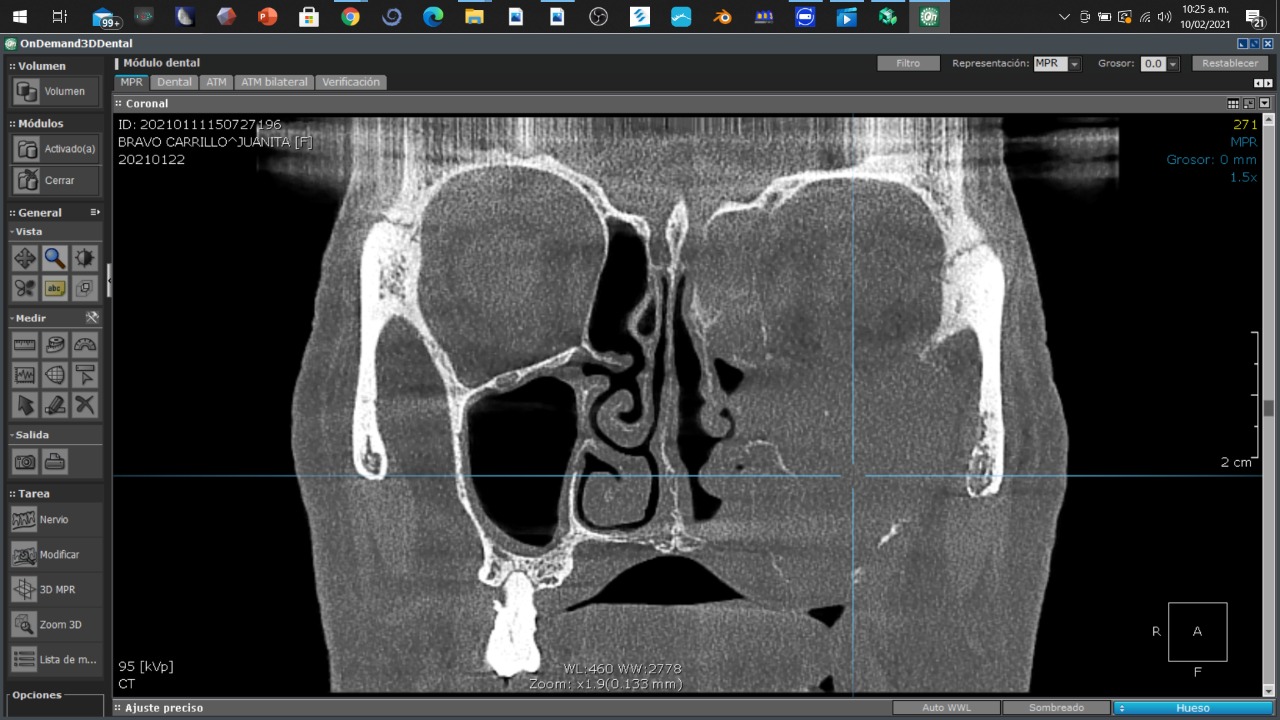 99+
10:25 a. m.
10/02/2021
21
On
OnDemand3DDental
Volumen
Módulo dental
Filtro
Representación:
MPR
Grosor:
0.0
Restablecer
Volumen
MPR
Dental
ATM
ATM bilateral
Verificación
Coronal
Módulos
Activado(a)
Cerrar
General
Vista
abc
Medir
Salida
Tarea
Nervio
Modificar
3D MPR
Zoom 3D
Lista de m...
Opciones
ID: 20210111150727196
BRAVO CARRILLO^JUANITA [F]
20210122
271
MPR
Grosor: 0 mm
1.5x
2 cm
R
A
F
95 [kVp]
CT
WL:460 WW:2778
Zoom: x1.9(0.133 mm)
Ajuste preciso
Auto WWL
Sombreado
Hueso